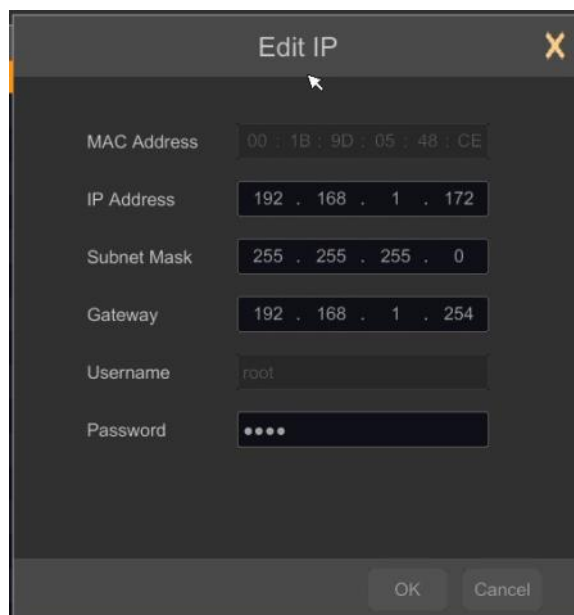 Edit IP
X
MAC Address 00 : 1B : 9D : 05 : 48 : CE
IP Address 192 . 168 . 1 . 172
Subnet Mask 255 . 255 . 255 . 0
Gateway 192 . 168 . 1 . 254
Username root
Password ●●●●
OK Cancel